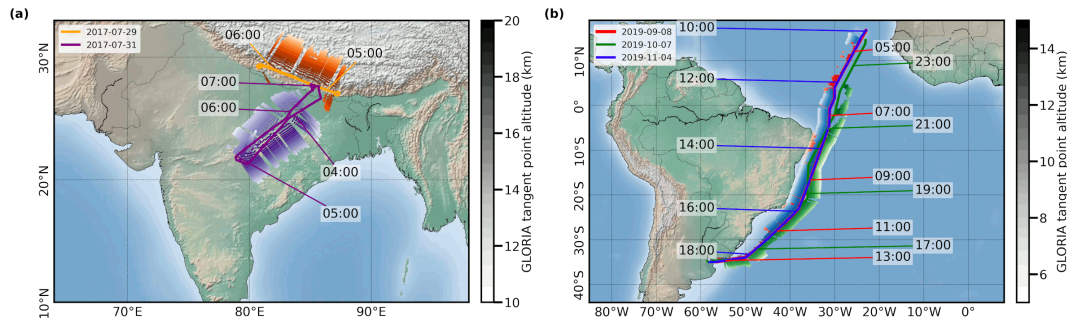 (a)
2017-07-29
2017-07-31
06:00
05:00
07:00
06:00
04:00
05:00
30°N
20°N
10°N
70°E
80°E
90°E
20
18
16
14
12
10
GLORIA tangent point altitude (km)
(b)
2019-09-08
2019-10-07
2019-11-04
10:00
05:00
23:00
12:00
07:00
21:00
14:00
09:00
19:00
16:00
11:00
18:00
17:00
13:00
10°N
0°
10°S
20°S
30°S
40°S
80°W
70°W
60°W
50°W
40°W
30°W
20°W
10°W
0°
14
12
10
8
6
GLORIA tangent point altitude (km)